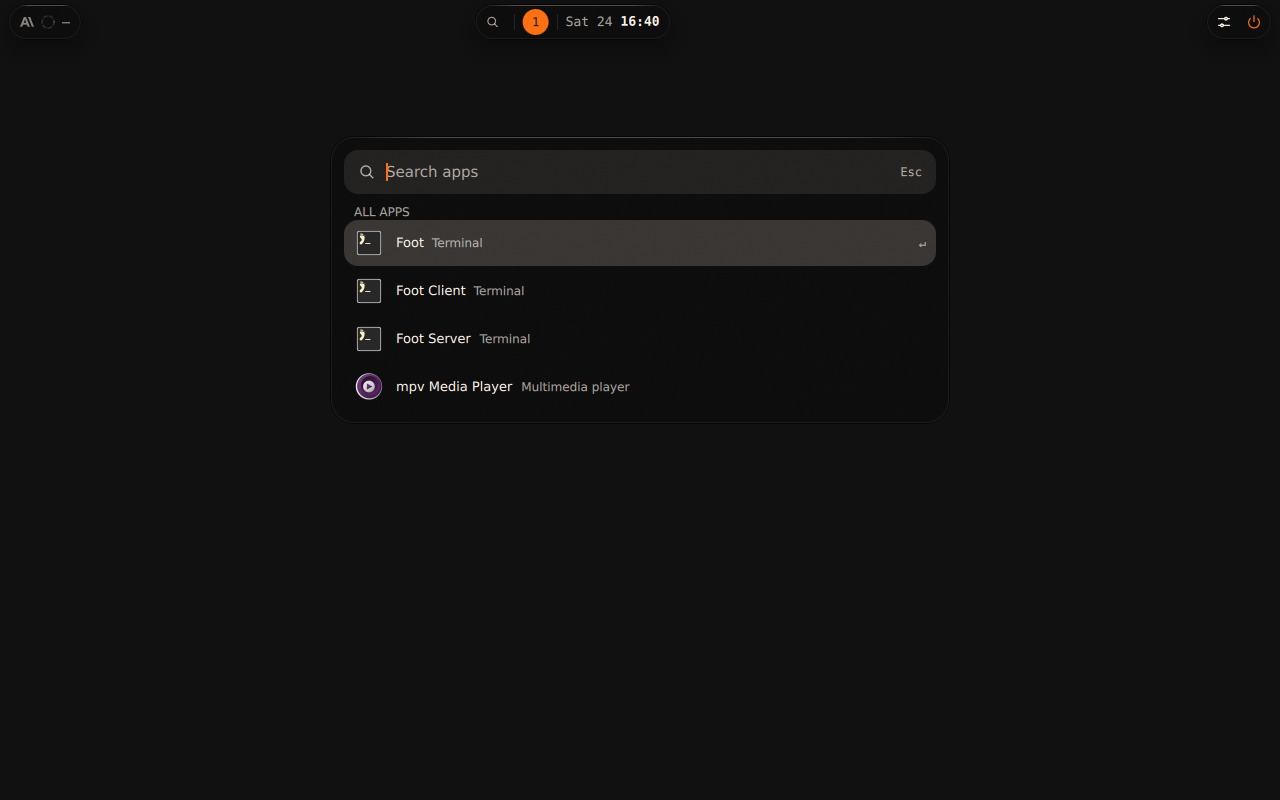 A\ –
1 Sat 24 16:40
Search apps Esc
ALL APPS
Foot Terminal ↵
Foot Client Terminal
Foot Server Terminal
mpv Media Player Multimedia player